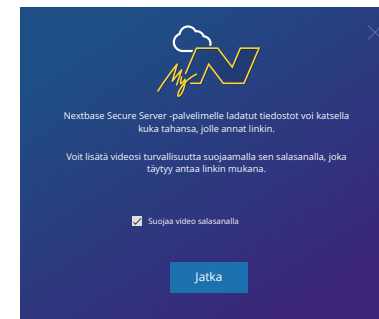 My N
Nextbase Secure Server -palvelimelle ladatut tiedostot voi katsella
kuka tahansa, jolle annat linkin.
Voit lisätä videosi turvallisuutta suojaamalla sen salasanalla, joka
täytyy antaa linkin mukana.
Suojaa video salasanalla
Jatka